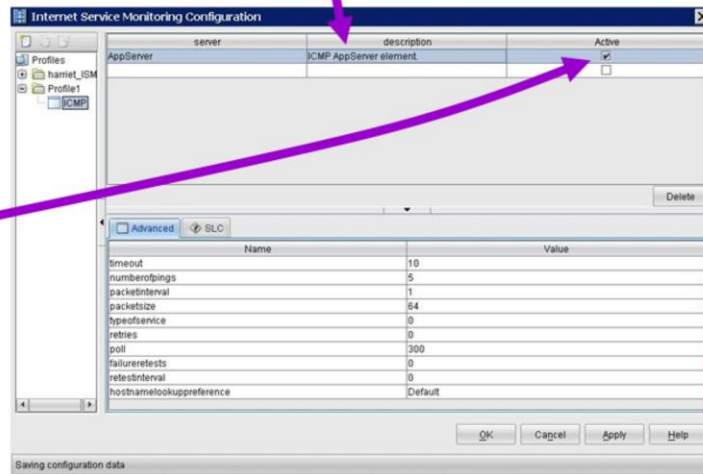 Internet Service Monitoring Configuration
server description Active
Profiles
AppServer ICMP AppServer element.
harriet_ISM
Profile1
ICMP
Delete
Advanced SLC
Name Value
timeout 10
numberofpings 5
packetinterval 1
packetsize 64
typeofservice 0
retries 0
poll 300
failureretests 0
retestinterval 0
hostnamelookuppreference Default
OK Cancel Apply Help
Saving configuration data